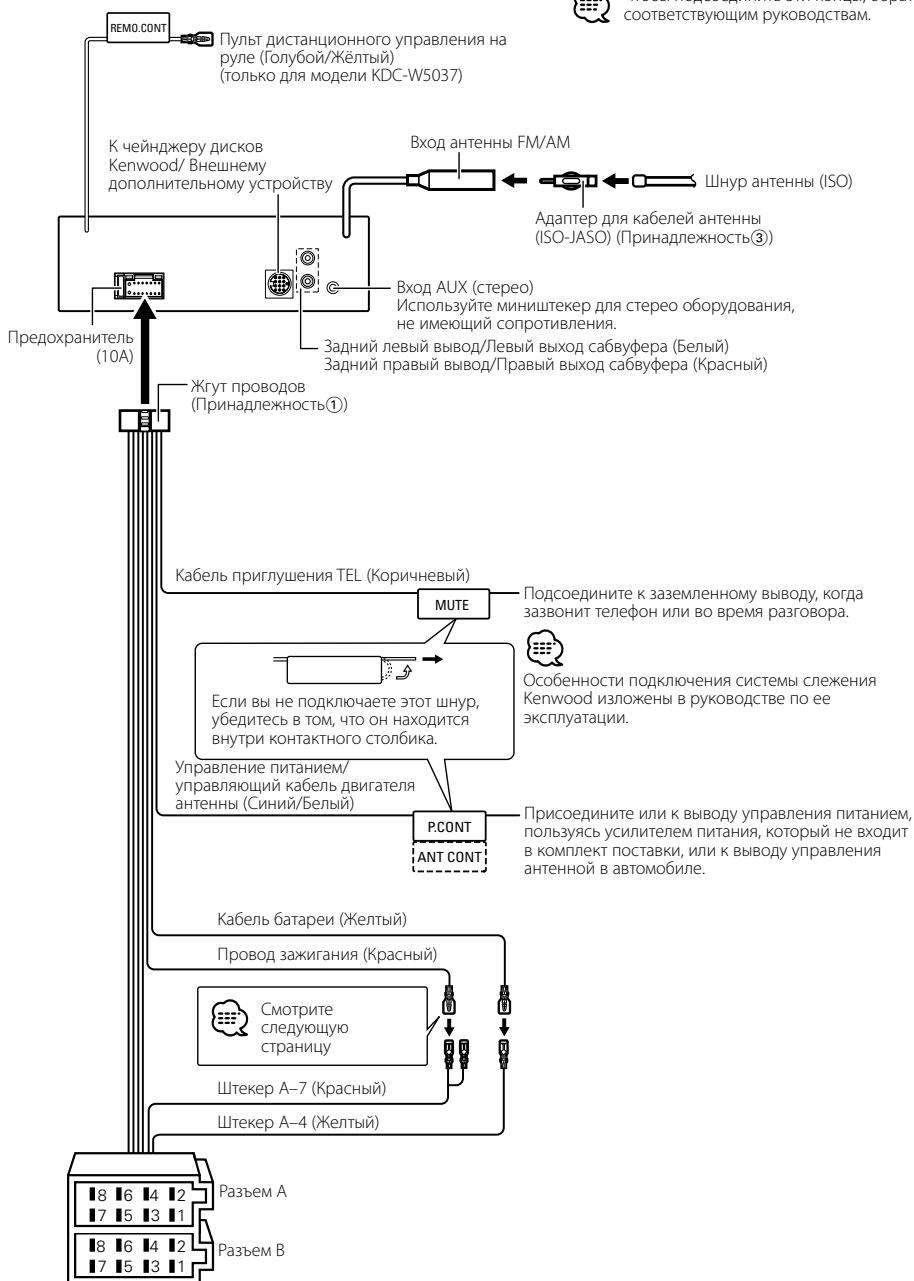 соответствующим руководствам.
REMO.CONT
Пульт дистанционного управления на
руле (Голубой/Жёлтый)
(только для модели KDC-W5037)
К чейнджеру дисков
Kenwood/ Внешнему
дополнительному устройству
Вход антенны FM/AM
Шнур антенны (ISO)
Адаптер для кабелей антенны
(ISO-JASO) (Принадлежность③)
Вход AUX (стерео)
Используйте миништекер для стерео оборудования,
не имеющий сопротивления.
Предохранитель
(10A)
Задний левый вывод/Левый выход сабвуфера (Белый)
Задний правый вывод/Правый выход сабвуфера (Красный)
Жгут проводов
(Принадлежность①)
Кабель приглушения TEL (Коричневый)
MUTE
Подсоедините к заземленному выводу, когда
зазвонит телефон или во время разговора.
Особенности подключения системы слежения
Kenwood изложены в руководстве по ее
эксплуатации.
Если вы не подключаете этот шнур,
убедитесь в том, что он находится
внутри контактного столбика.
Управление питанием/
управляющий кабель двигателя
антенны (Синий/Белый)
P.CONT
ANT CONT
Присоедините или к выводу управления питанием,
пользуясь усилителем питания, который не входит
в комплект поставки, или к выводу управления
антенной в автомобиле.
Кабель батареи (Желтый)
Провод зажигания (Красный)
Смотрите
следующую
страницу
Штекер A–7 (Красный)
Штекер A–4 (Желтый)
8 6 4 2
7 5 3 1
Разъем A
8 6 4 2
7 5 3 1
Разъем B